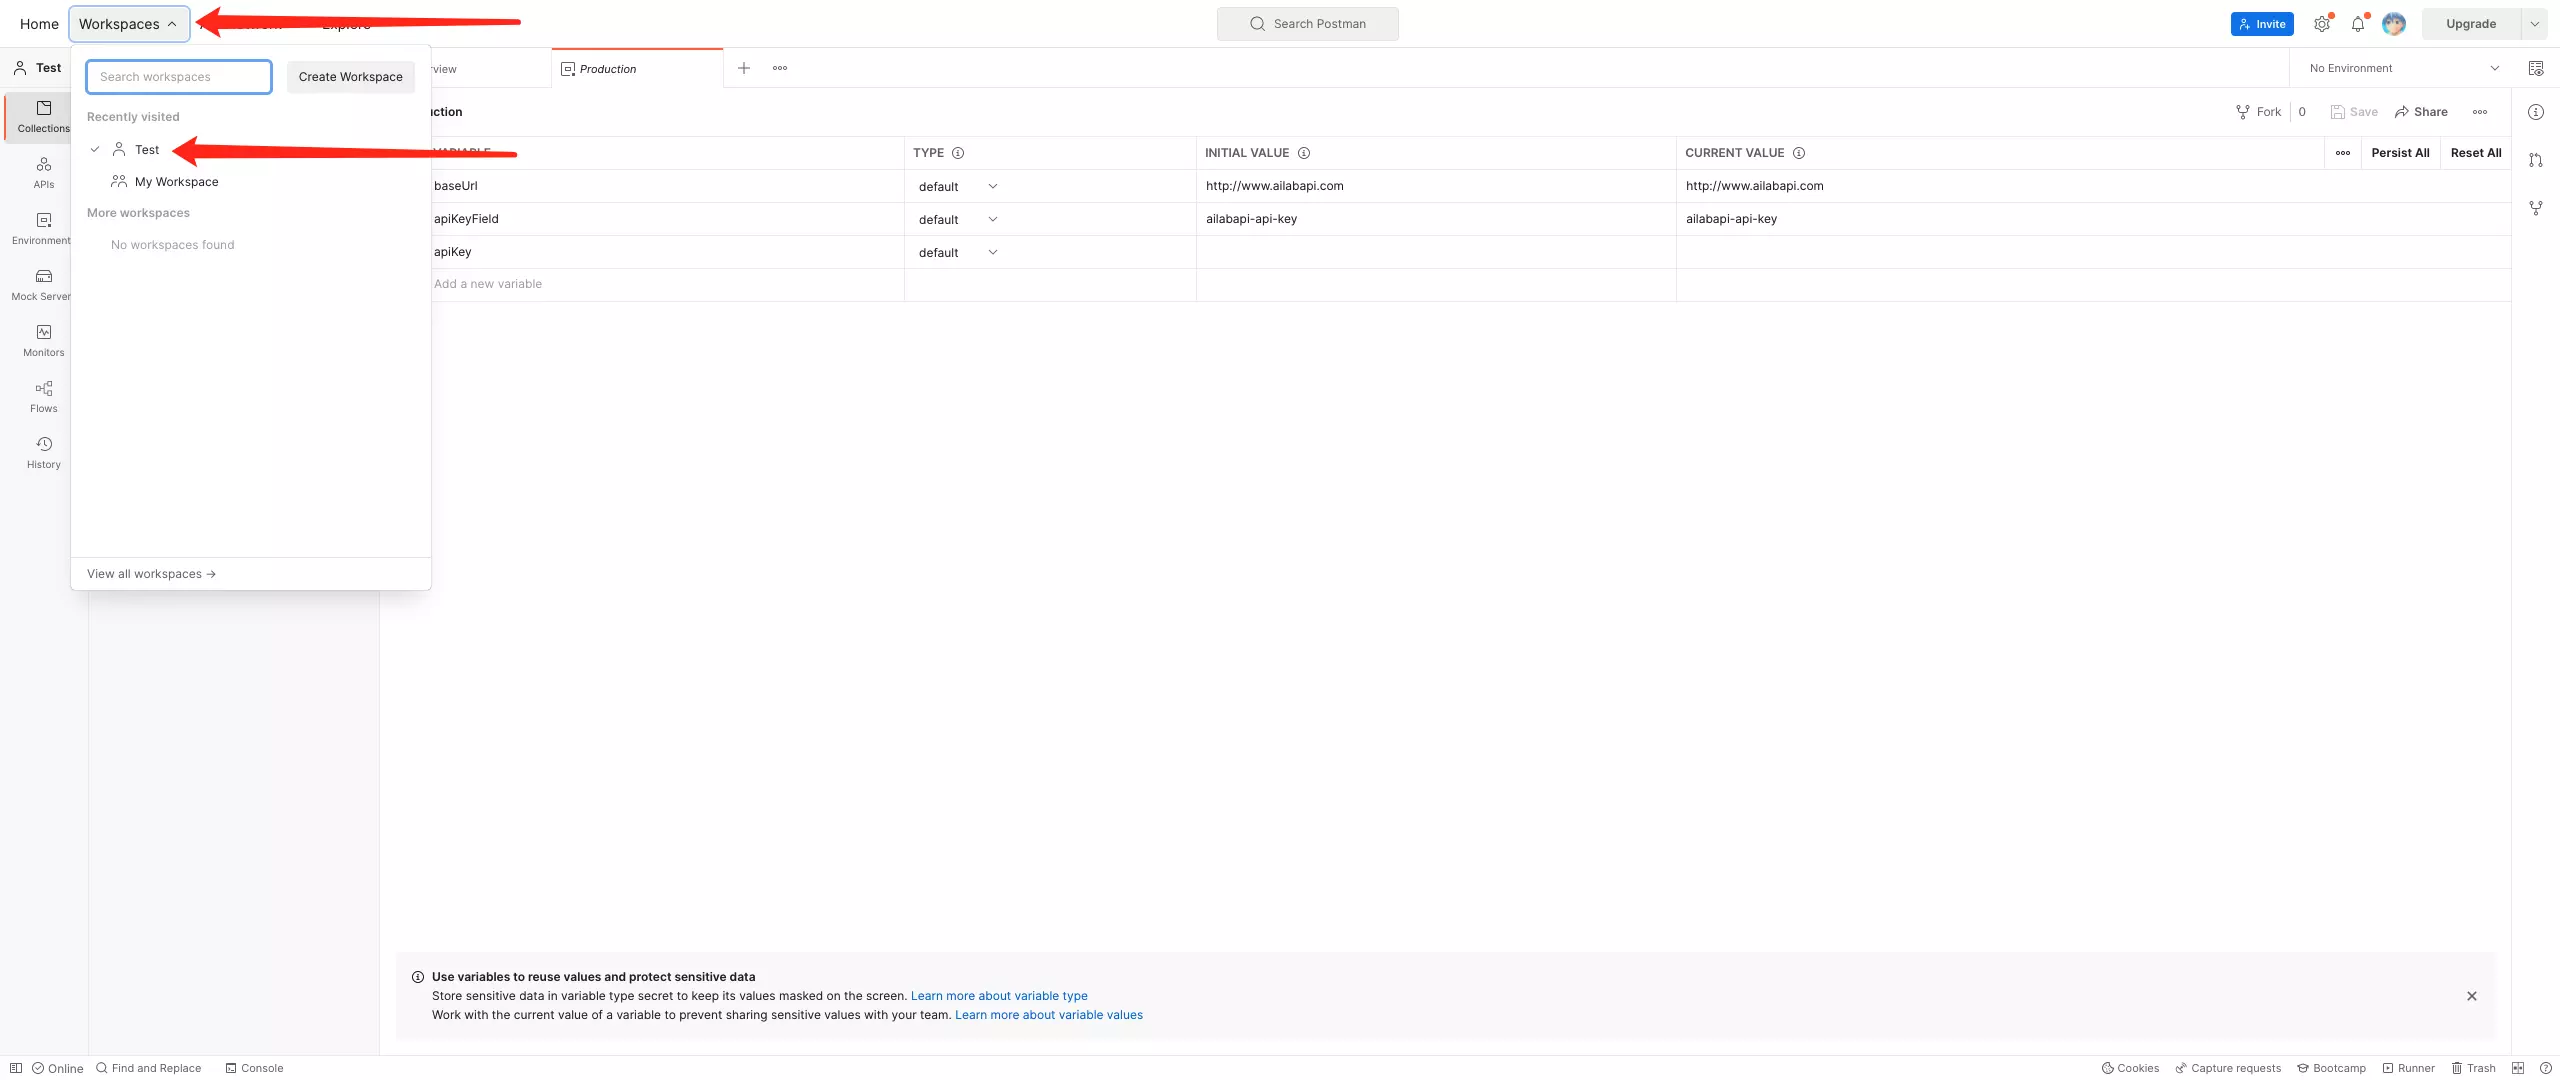 Home Workspaces Explore Search Postman Invite Upgrade
Test Search workspaces Create Workspace rview Production No Environment
Collections Recently visited uction Fork 0 Save Share
Test VARIABLE TYPE INITIAL VALUE CURRENT VALUE Persist All Reset All
APIs My Workspace baseUrl default http://www.ailabapi.com http://www.ailabapi.com
More workspaces apiKeyField default ailabapi-api-key ailabapi-api-key
Environment No workspaces found apiKey default
Mock Server Add a new variable
Monitors
Flows
History
View all workspaces →
Use variables to reuse values and protect sensitive data
Store sensitive data in variable type secret to keep its values masked on the screen. Learn more about variable type
Work with the current value of a variable to prevent sharing sensitive values with your team. Learn more about variable values
Online Find and Replace Console Cookies Capture requests Bootcamp Runner Trash